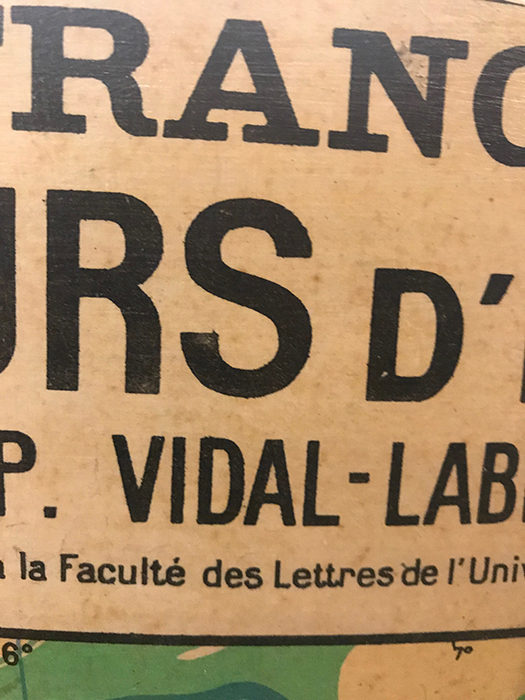 FRANC
URS D'
P. VIDAL-LAB
à la Faculté des Lettres de l'Univ
6° 7°